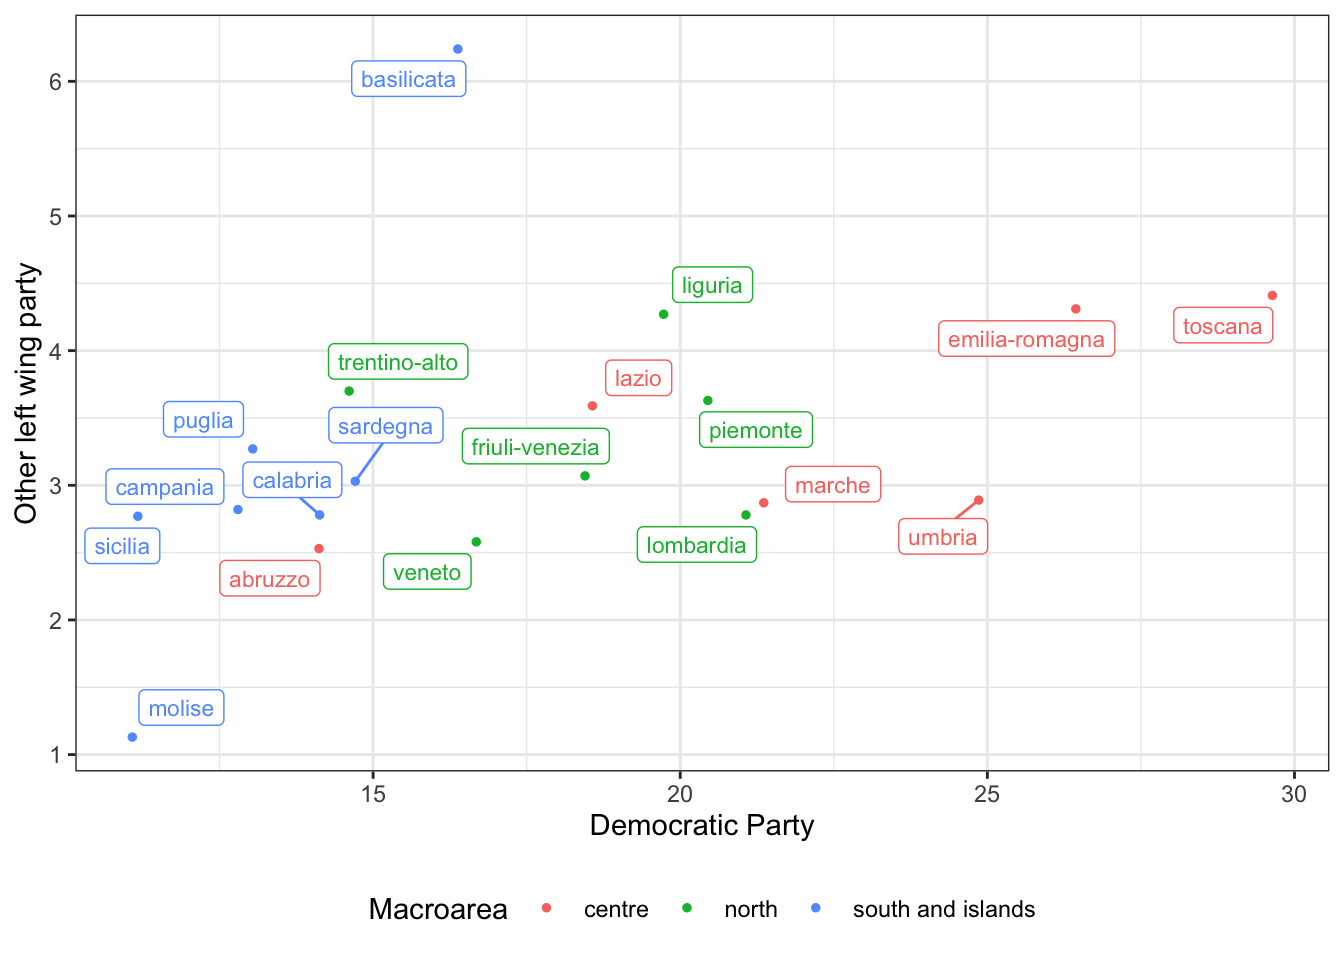 basilicata
6
5
liguria
toscana
emilia-romagna
4
trentino-alto
lazio
puglia
sardegna
piemonte
friuli-venezia
calabria
3
campania
marche
umbria
sicilia
lombardia
veneto
abruzzo
2
molise
1
Other left wing party
15 20 25 30
Democratic Party
Macroarea centre north south and islands